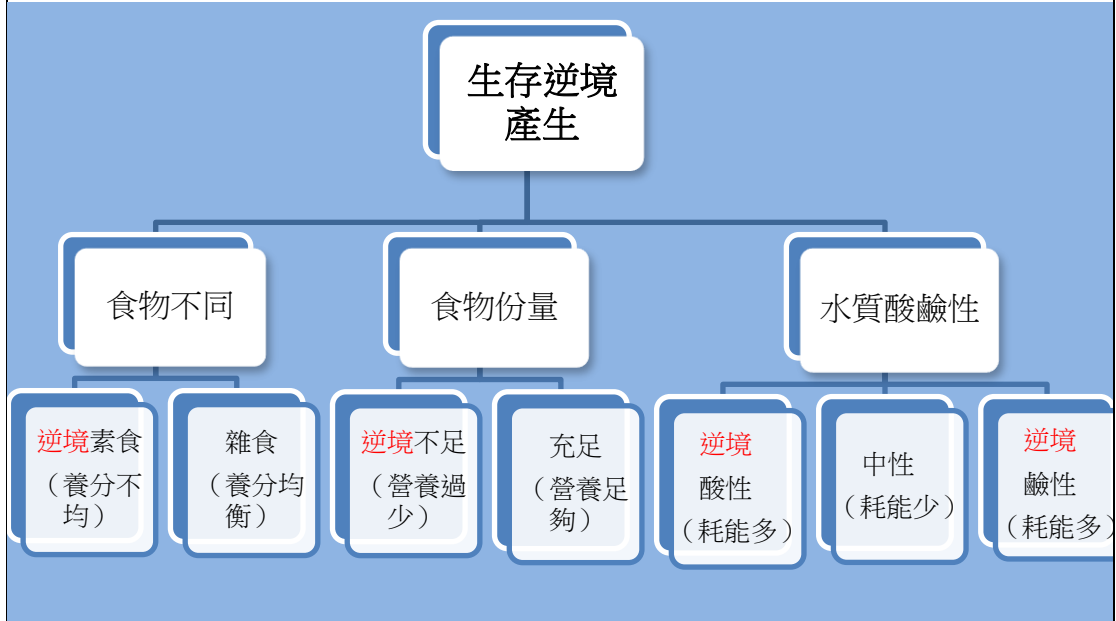 生存逆境
產生
食物不同
食物份量
水質酸鹼性
逆境素食
（養分不
均）
雜食
（養分均
衡）
逆境不足
（營養過
少）
充足
（營養足
夠）
逆境
酸性
（耗能多）
中性
（耗能少）
逆境
鹼性
（耗能多）